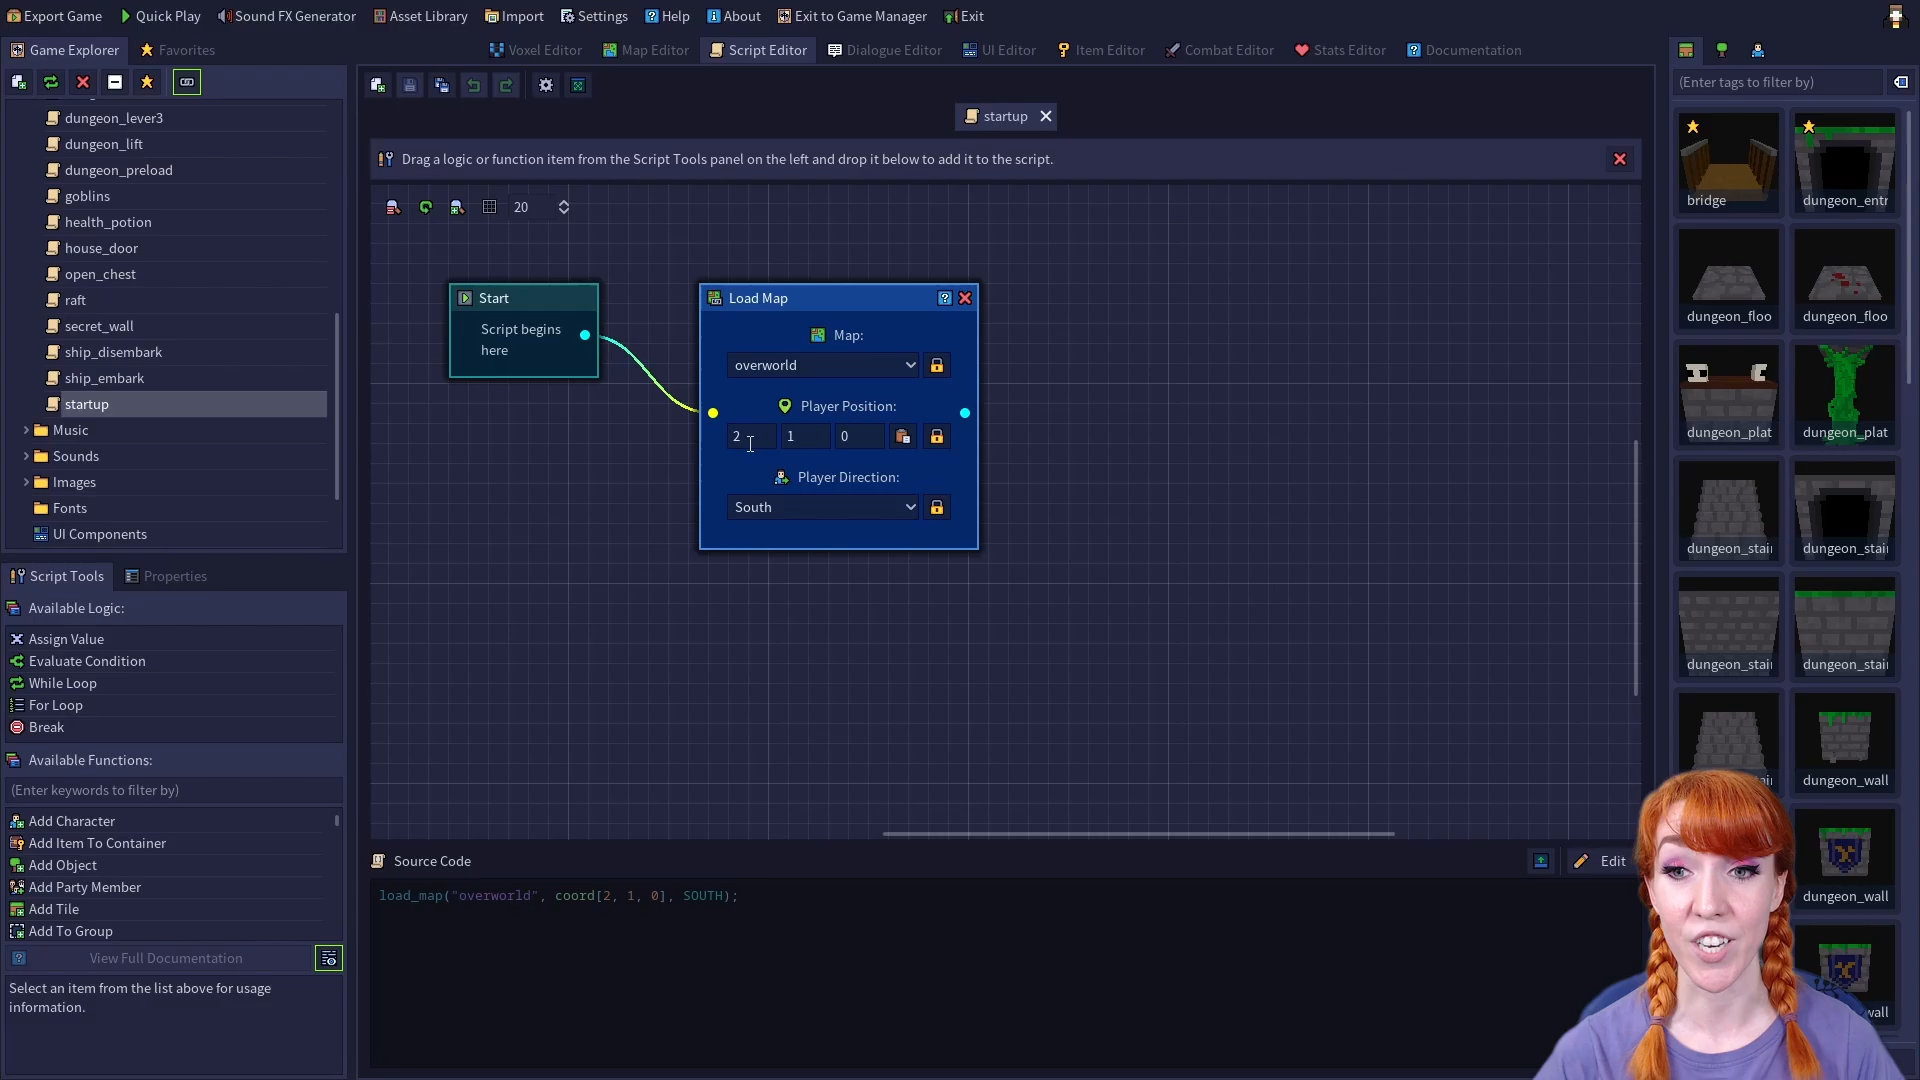 Export Game
Quick Play
Sound FX Generator
Asset Library
Import
Settings
Help
About
Exit to Game Manager
Exit
Game Explorer
Favorites
Voxel Editor
Map Editor
Script Editor
Dialogue Editor
UI Editor
Item Editor
Combat Editor
Stats Editor
Documentation
dungeon_lever3
dungeon_lift
dungeon_preload
goblins
health_potion
house_door
open_chest
raft
secret_wall
ship_disembark
ship_embark
startup
Music
Sounds
Images
Fonts
UI Components
Script Tools
Properties
Available Logic:
Assign Value
Evaluate Condition
While Loop
For Loop
Break
Available Functions:
(Enter keywords to filter by)
Add Character
Add Item To Container
Add Object
Add Party Member
Add Tile
Add To Group
View Full Documentation
Select an item from the list above for usage
information.
startup
Drag a logic or function item from the Script Tools panel on the left and drop it below to add it to the script.
20
Start
Script begins
here
Load Map
Map:
overworld
Player Position:
2 1 0
Player Direction:
South
Source Code
Edit
load_map("overworld", coord[2, 1, 0], SOUTH);
(Enter tags to filter by)
bridge
dungeon_entr
dungeon_floo
dungeon_floo
dungeon_plat
dungeon_plat
dungeon_stair
dungeon_stair
dungeon_stair
dungeon_stair
dungeon_wall
dungeon_wall